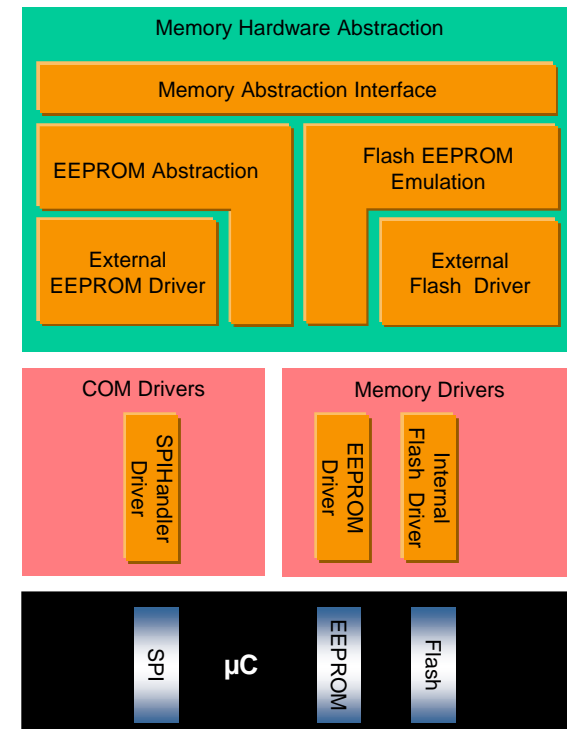 Memory Hardware Abstraction
Memory Abstraction Interface
EEPROM Abstraction
Flash EEPROM
Emulation
External
EEPROM Driver
External
Flash Driver
COM Drivers
Memory Drivers
SPIHandler
Driver
EEPROM
Driver
Internal
Flash Driver
SPI
µC
EEPROM
Flash